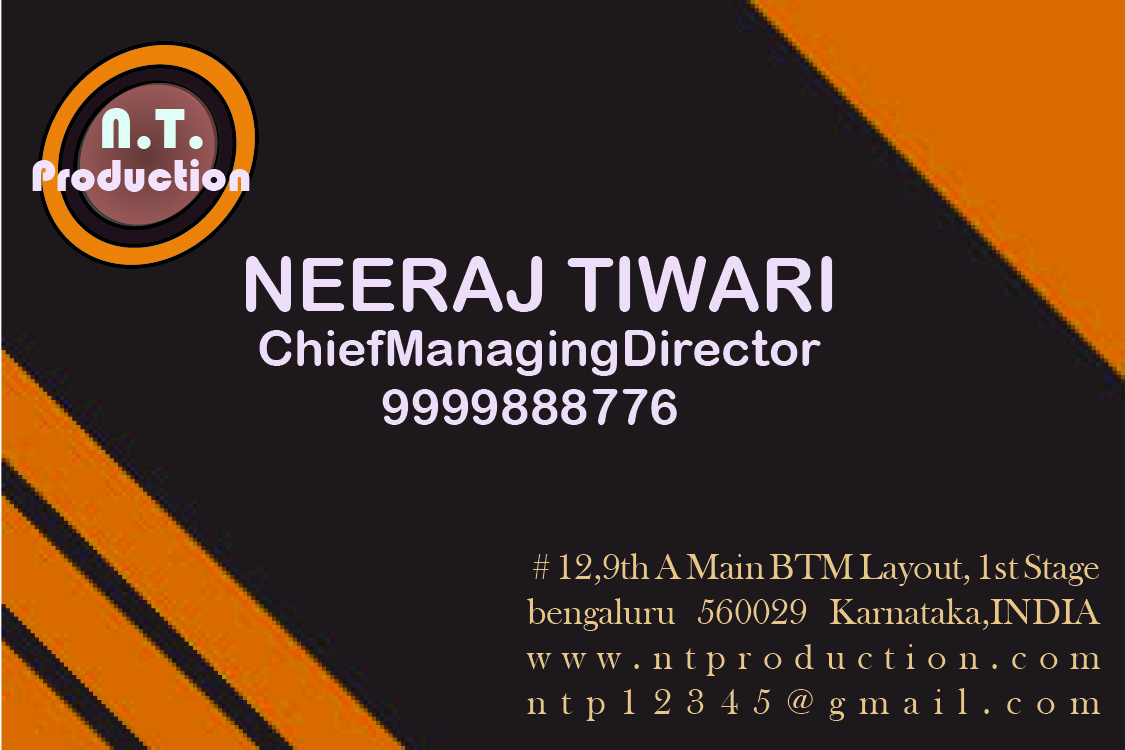 N.T.
Production
NEERAJ TIWARI
ChiefManagingDirector
9999888776
# 12,9th A Main BTM Layout, 1st Stage
bengaluru 560029 Karnataka,INDIA
www.ntproduction.com
ntp12345@gmail.com